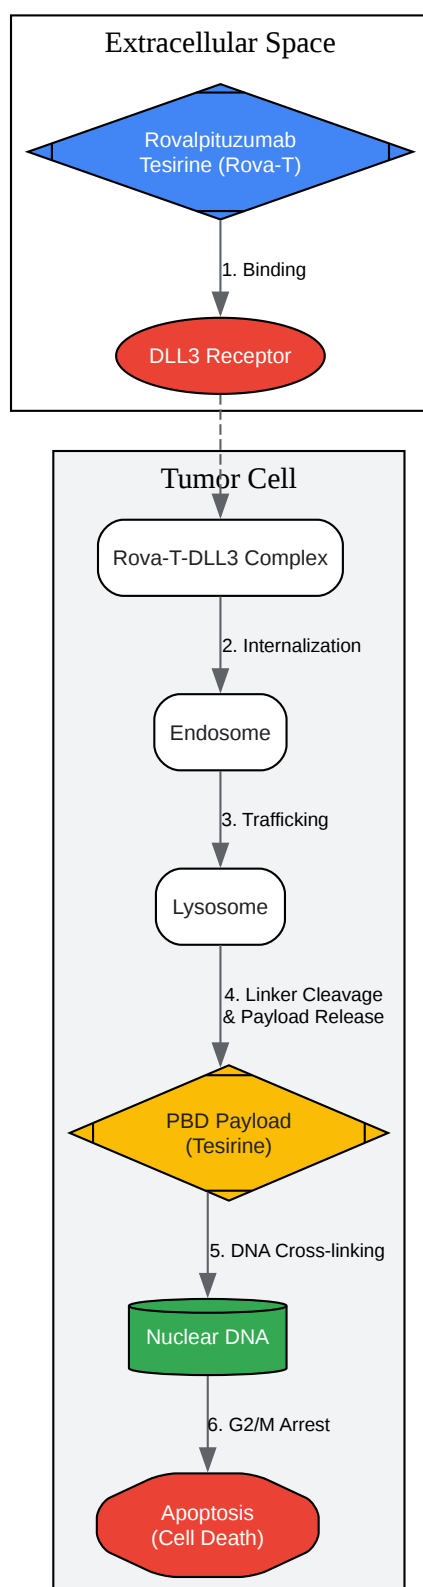 Extracellular Space
Rovalpituzumab
Tesirine (Rova-T)
1. Binding
DLL3 Receptor
Tumor Cell
Rova-T-DLL3 Complex
2. Internalization
Endosome
3. Trafficking
Lysosome
4. Linker Cleavage
& Payload Release
PBD Payload
(Tesirine)
5. DNA Cross-linking
Nuclear DNA
6. G2/M Arrest
Apoptosis
(Cell Death)